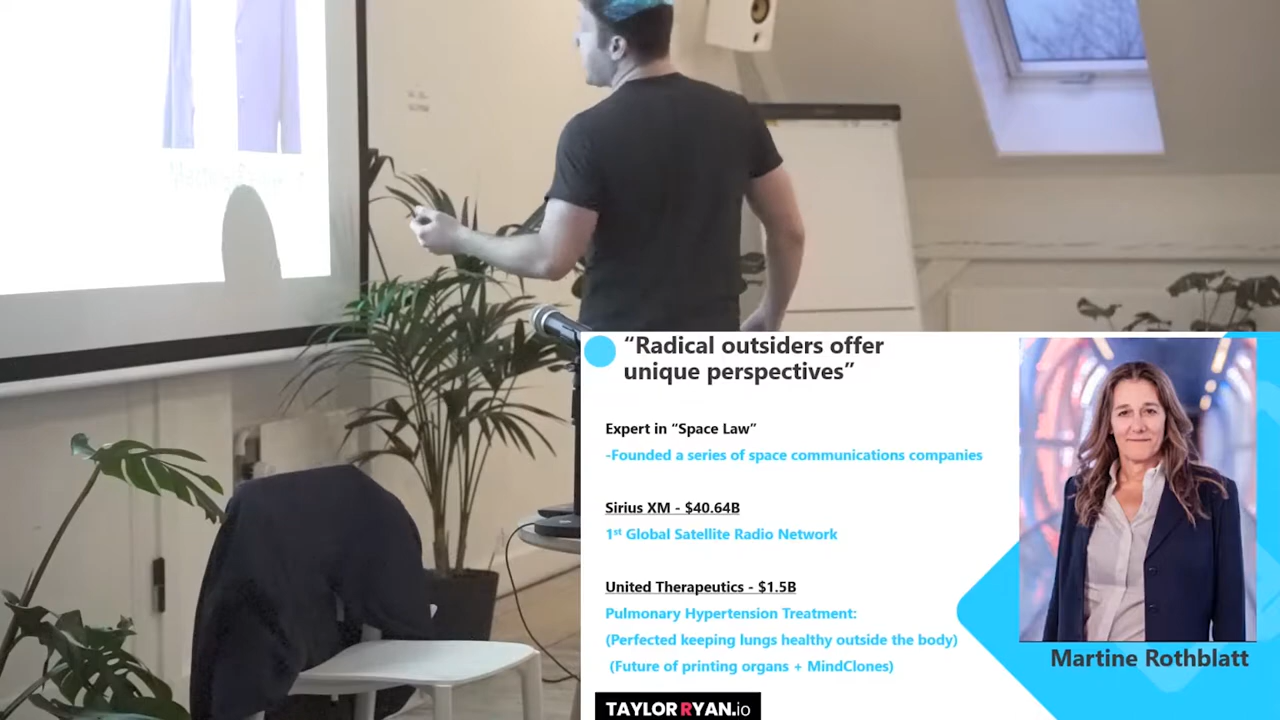 “Radical outsiders offer
unique perspectives”
Expert in “Space Law”
-Founded a series of space communications companies
Sirius XM - $40.64B
1st Global Satellite Radio Network
United Therapeutics - $1.5B
Pulmonary Hypertension Treatment:
(Perfected keeping lungs healthy outside the body)
(Future of printing organs + MindClones)
Martine Rothblatt
TAYLORRYAN.io